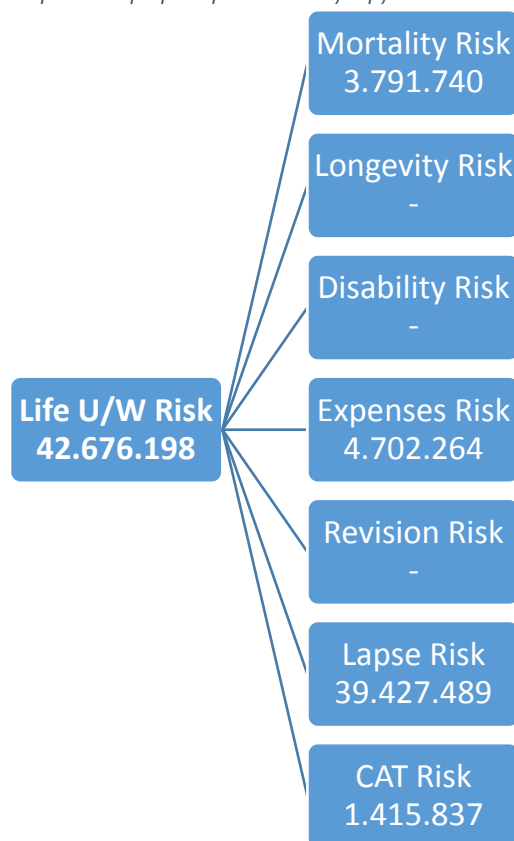 Mortality Risk
3.791.740
Longevity Risk
-
Disability Risk
-
Life U/W Risk
42.676.198
Expenses Risk
4.702.264
Revision Risk
-
Lapse Risk
39.427.489
CAT Risk
1.415.837